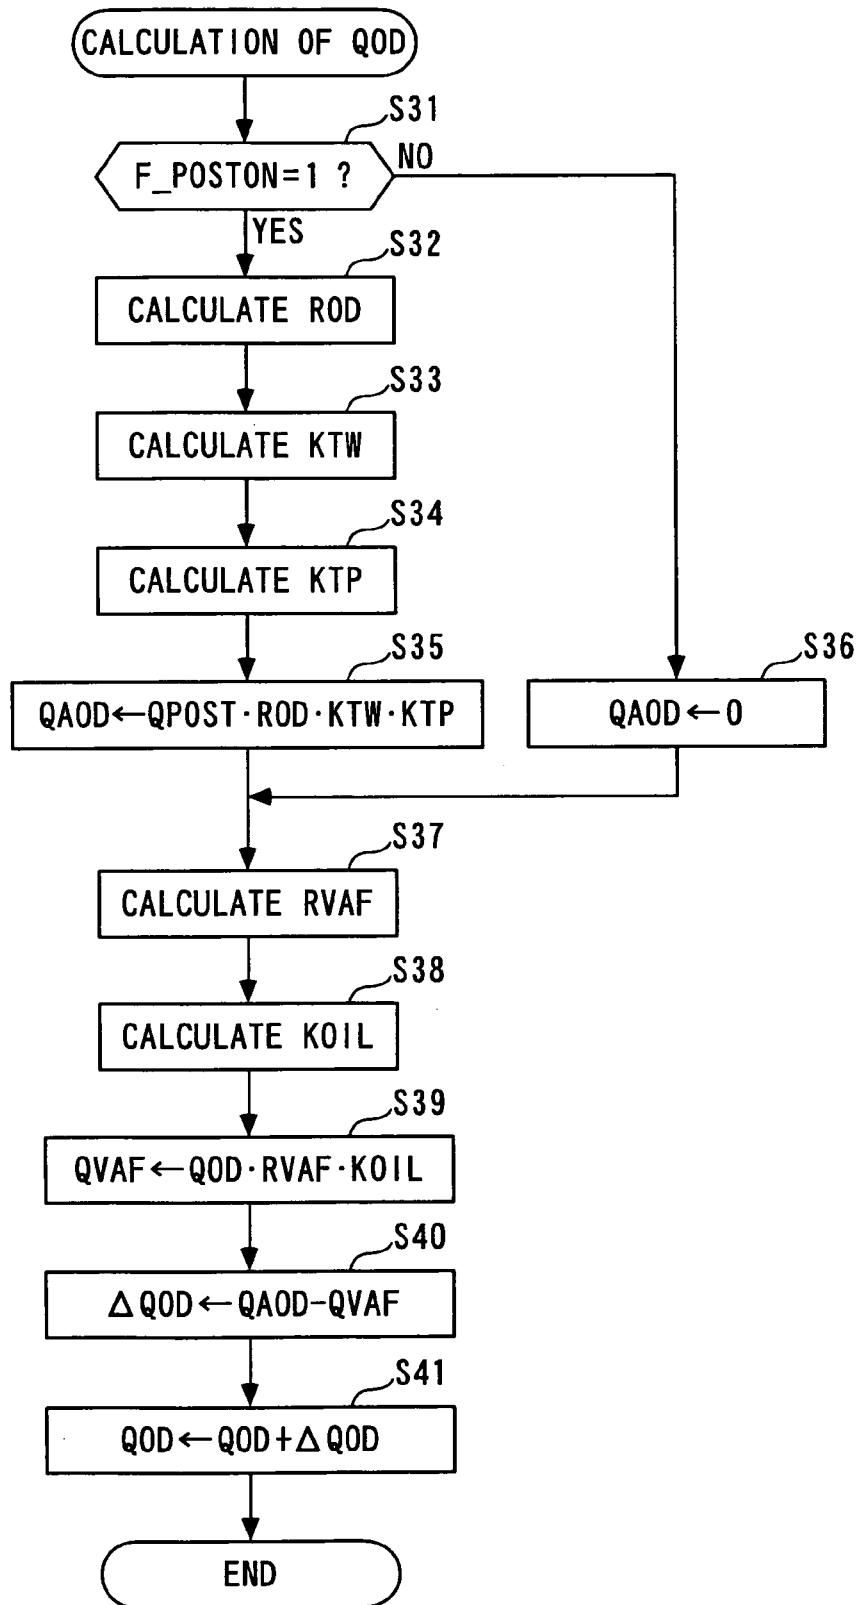 CALCULATION OF QOD
S31
F_POSTON=1 ?
NO
YES
S32
CALCULATE ROD
S33
CALCULATE KTW
S34
CALCULATE KTP
S35
QAOD←QPOST·ROD·KTW·KTP
S36
QAOD←0
S37
CALCULATE RVAF
S38
CALCULATE KOIL
S39
QVAF←QOD·RVAF·KOIL
S40
ΔQOD←QAOD-QVAF
S41
QOD←QOD+ΔQOD
END